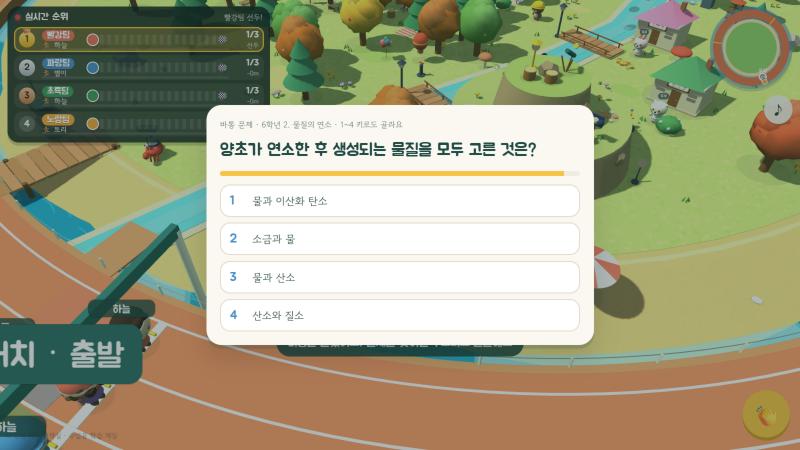 실시간 순위
빨강팀 선두!
1 빨강팀 1/3
하늘 선두
2 파랑팀 1/3
별이 -0m
3 초록팀 1/3
하늘 -0m
4 노랑팀 1/3
토리 -0m
바통 문제 · 6학년 2. 물질의 연소 · 1~4 키로도 골라요
양초가 연소한 후 생성되는 물질을 모두 고른 것은?
1 물과 이산화 탄소
2 소금과 물
3 물과 산소
4 산소와 질소
하늘
터치 · 출발
하늘